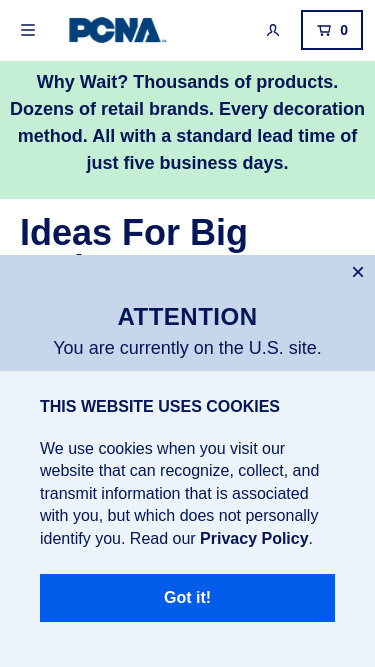 PCNA
0
Why Wait? Thousands of products.
Dozens of retail brands. Every decoration
method. All with a standard lead time of
just five business days.
Ideas For Big
ATTENTION
You are currently on the U.S. site.
THIS WEBSITE USES COOKIES
We use cookies when you visit our
website that can recognize, collect, and
transmit information that is associated
with you, but which does not personally
identify you. Read our Privacy Policy.
Got it!